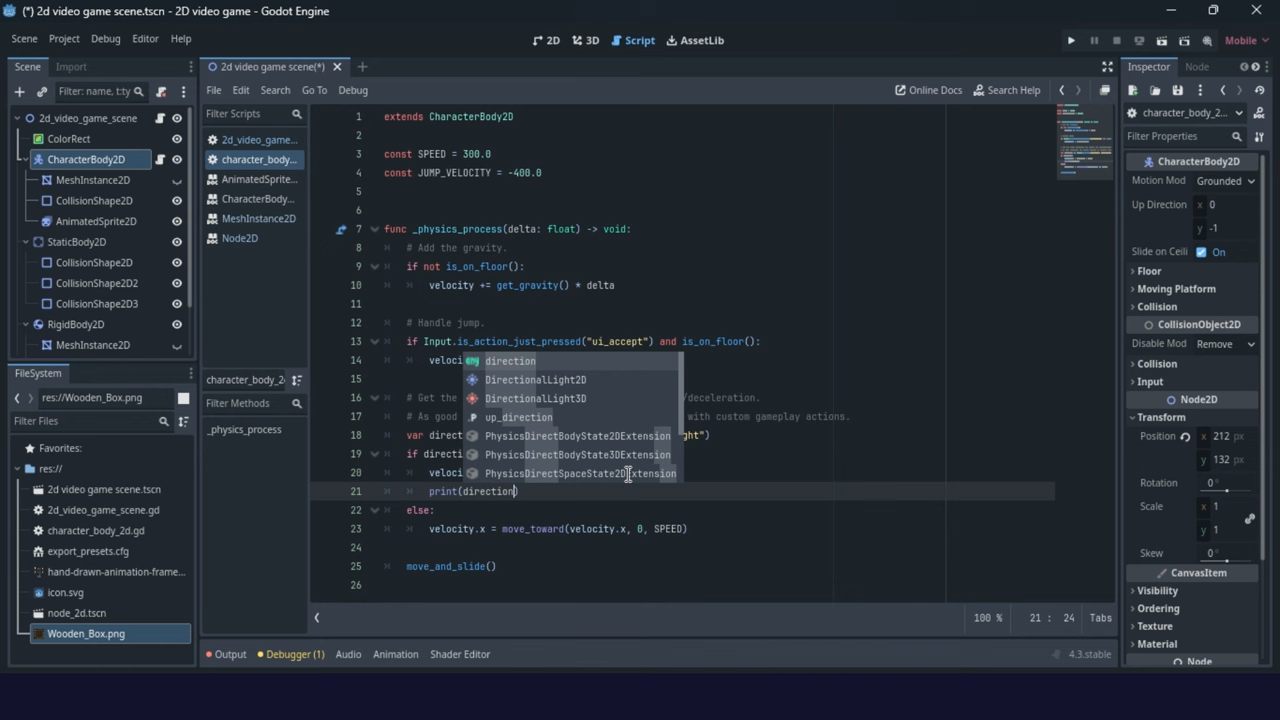 (*) 2d video game scene.tscn - 2D video game - Godot Engine
Scene Project Debug Editor Help
2D 3D Script AssetLib
Mobile
Scene Import
2d video game scene(*)
Inspector Node
Filter: name, t:ty
File Edit Search Go To Debug
Online Docs Search Help
2d_video_game_scene
ColorRect
CharacterBody2D
MeshInstance2D
CollisionShape2D
AnimatedSprite2D
StaticBody2D
CollisionShape2D
CollisionShape2D2
CollisionShape2D3
RigidBody2D
MeshInstance2D
FileSystem
res://Wooden_Box.png
Filter Files
Favorites:
res://
2d video game scene.tscn
2d_video_game_scene.gd
character_body_2d.gd
export_presets.cfg
hand-drawn-animation-frame...
icon.svg
node_2d.tscn
Wooden_Box.png
Filter Scripts
2d_video_game...
character_body...
AnimatedSprite...
CharacterBody...
MeshInstance2D
Node2D
character_body_2
Filter Methods
_physics_process
1 extends CharacterBody2D
2
3 const SPEED = 300.0
4 const JUMP_VELOCITY = -400.0
5
6
7 func _physics_process(delta: float) -> void:
8 # Add the gravity.
9 if not is_on_floor():
10 velocity += get_gravity() * delta
11
12 # Handle jump.
13 if Input.is_action_just_pressed("ui_accept") and is_on_floor():
14 veloci
15
16 # Get the /deceleration.
17 # As good with custom gameplay actions.
18 var direct ght")
19 if directi
20 veloci
21 print(direction)
22 else:
23 velocity.x = move_toward(velocity.x, 0, SPEED)
24
25 move_and_slide()
26
any direction
DirectionalLight2D
DirectionalLight3D
up_direction
PhysicsDirectBodyState2DExtension
PhysicsDirectBodyState3DExtension
PhysicsDirectSpaceState2DExtension
100 % 21 : 24 Tabs
Output Debugger (1) Audio Animation Shader Editor
4.3.stable
character_body_2...
Filter Properties
CharacterBody2D
Motion Mod Grounded
Up Direction x 0
y -1
Slide on Ceili On
Floor
Moving Platform
Collision
CollisionObject2D
Disable Mod Remove
Collision
Input
Node2D
Transform
Position x 212 px
y 132 px
Rotation 0 °
Scale x 1
y 1
Skew 0 °
CanvasItem
Visibility
Ordering
Texture
Material
Node